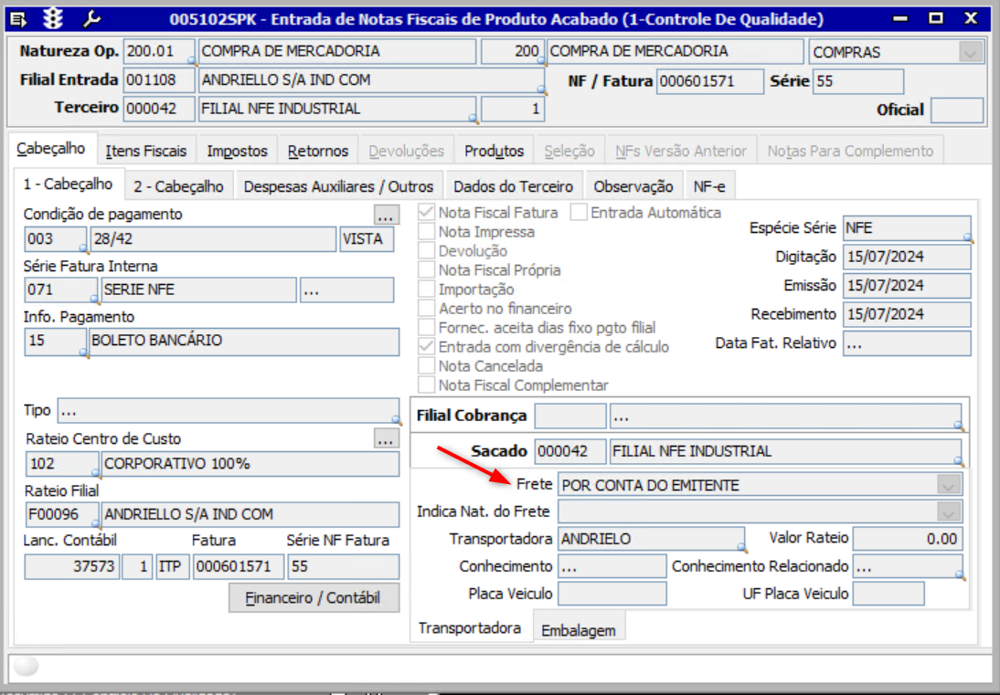 005102SPK - Entrada de Notas Fiscais de Produto Acabado (1-Controle De Qualidade)
Natureza Op. 200.01 COMPRA DE MERCADORIA 200 COMPRA DE MERCADORIA COMPRAS
Filial Entrada 001108 ANDRIELLO S/A IND COM NF / Fatura 000601571 Série 55
Terceiro 000042 FILIAL NFE INDUSTRIAL 1 Oficial
Cabeçalho Itens Fiscais Impostos Retornos Devoluções Produtos Seleção NFs Versão Anterior Notas Para Complemento
1 - Cabeçalho 2 - Cabeçalho Despesas Auxiliares / Outros Dados do Terceiro Observação NF-e
Condição de pagamento ...
003 28/42 VISTA
Série Fatura Interna
071 SERIE NFE ...
Info. Pagamento
15 BOLETO BANCÁRIO
Tipo ...
Rateio Centro de Custo ...
102 CORPORATIVO 100%
Rateio Filial
F00096 ANDRIELLO S/A IND COM
Lanc. Contábil Fatura Série NF Fatura
37573 1 ITP 000601571 55
Financeiro / Contábil
Nota Fiscal Fatura Entrada Automática
Nota Impressa
Devolução
Nota Fiscal Própria
Importação
Acerto no financeiro
Fornec. aceita dias fixo pgto filial
Entrada com divergência de cálculo
Nota Cancelada
Nota Fiscal Complementar
Espécie Série NFE
Digitação 15/07/2024
Emissão 15/07/2024
Recebimento 15/07/2024
Data Fat. Relativo ...
Filial Cobrança ...
Sacado 000042 FILIAL NFE INDUSTRIAL
Frete POR CONTA DO EMITENTE
Indica Nat. do Frete
Transportadora ANDRIELO Valor Rateio 0.00
Conhecimento ... Conhecimento Relacionado ...
Placa Veiculo UF Placa Veiculo
Transportadora Embalagem